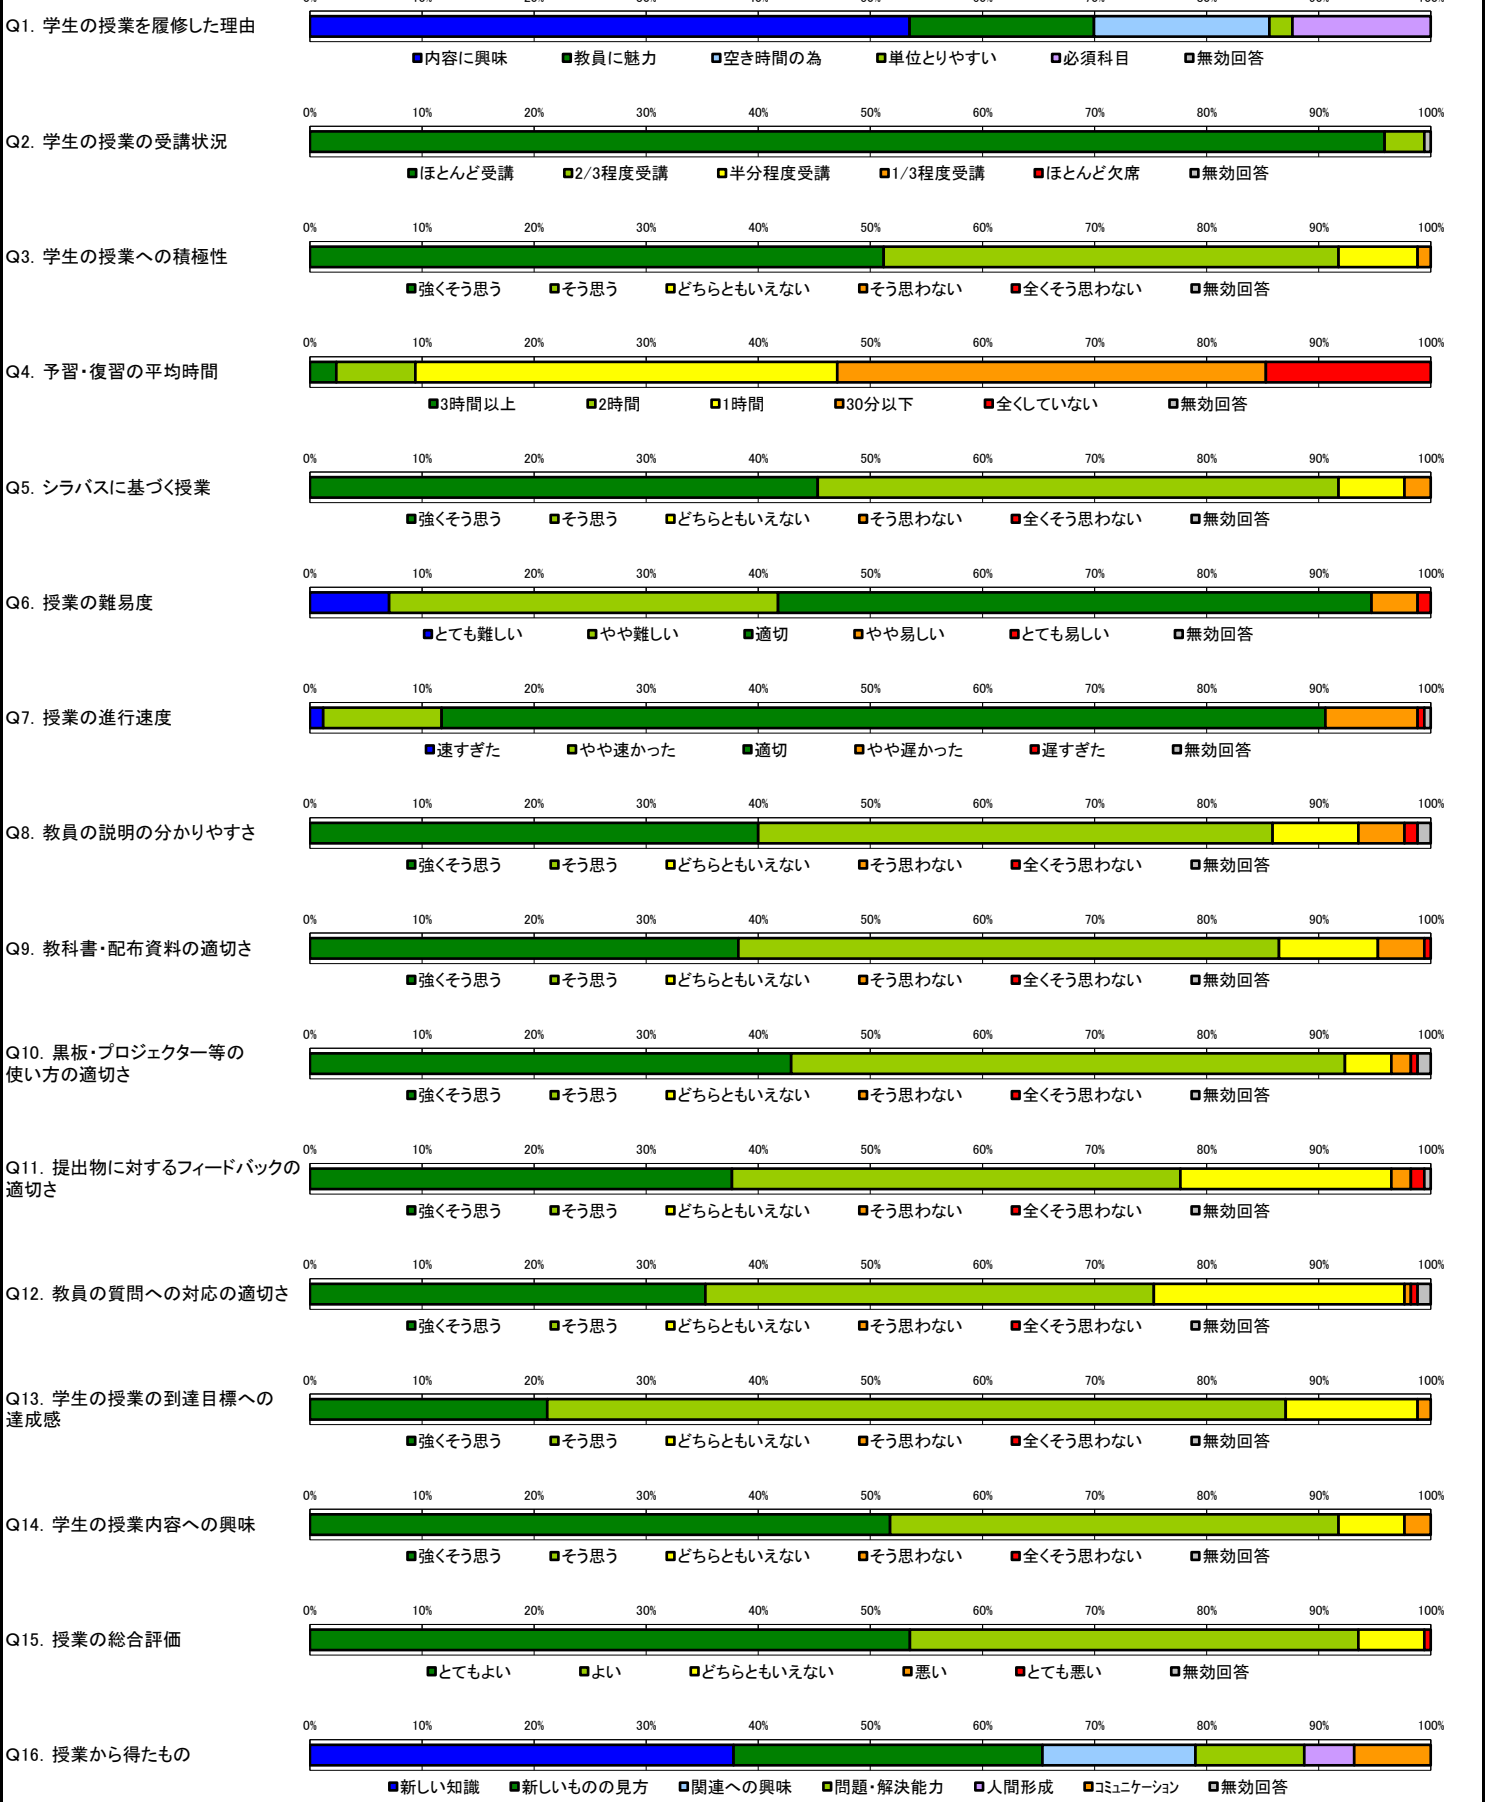 Q1. 学生の授業を履修した理由
■内容に興味 ■教員に魅力 □空き時間の為 ■単位とりやすい ■必須科目 □無効回答
0% 10% 20% 30% 40% 50% 60% 70% 80% 90% 100%
Q2. 学生の授業の受講状況
■ほとんど受講 ■2/3程度受講 □半分程度受講 ■1/3程度受講 ■ほとんど欠席 □無効回答
0% 10% 20% 30% 40% 50% 60% 70% 80% 90% 100%
Q3. 学生の授業への積極性
■強くそう思う ■そう思う □どちらともいえない ■そう思わない ■全くそう思わない □無効回答
0% 10% 20% 30% 40% 50% 60% 70% 80% 90% 100%
Q4. 予習・復習の平均時間
■3時間以上 ■2時間 □1時間 ■30分以下 ■全くしていない □無効回答
0% 10% 20% 30% 40% 50% 60% 70% 80% 90% 100%
Q5. シラバスに基づく授業
■強くそう思う ■そう思う □どちらともいえない ■そう思わない ■全くそう思わない □無効回答
0% 10% 20% 30% 40% 50% 60% 70% 80% 90% 100%
Q6. 授業の難易度
■とても難しい ■やや難しい ■適切 ■やや易しい ■とても易しい □無効回答
0% 10% 20% 30% 40% 50% 60% 70% 80% 90% 100%
Q7. 授業の進行速度
■速すぎた ■やや速かった ■適切 ■やや遅かった ■遅すぎた □無効回答
0% 10% 20% 30% 40% 50% 60% 70% 80% 90% 100%
Q8. 教員の説明の分かりやすさ
■強くそう思う ■そう思う □どちらともいえない ■そう思わない ■全くそう思わない □無効回答
0% 10% 20% 30% 40% 50% 60% 70% 80% 90% 100%
Q9. 教科書・配布資料の適切さ
■強くそう思う ■そう思う □どちらともいえない ■そう思わない ■全くそう思わない □無効回答
0% 10% 20% 30% 40% 50% 60% 70% 80% 90% 100%
Q10. 黒板・プロジェクター等の
使い方の適切さ
■強くそう思う ■そう思う □どちらともいえない ■そう思わない ■全くそう思わない □無効回答
0% 10% 20% 30% 40% 50% 60% 70% 80% 90% 100%
Q11. 提出物に対するフィードバックの
適切さ
■強くそう思う ■そう思う □どちらともいえない ■そう思わない ■全くそう思わない □無効回答
0% 10% 20% 30% 40% 50% 60% 70% 80% 90% 100%
Q12. 教員の質問への対応の適切さ
■強くそう思う ■そう思う □どちらともいえない ■そう思わない ■全くそう思わない □無効回答
0% 10% 20% 30% 40% 50% 60% 70% 80% 90% 100%
Q13. 学生の授業の到達目標への
達成感
■強くそう思う ■そう思う □どちらともいえない ■そう思わない ■全くそう思わない □無効回答
0% 10% 20% 30% 40% 50% 60% 70% 80% 90% 100%
Q14. 学生の授業内容への興味
■強くそう思う ■そう思う □どちらともいえない ■そう思わない ■全くそう思わない □無効回答
0% 10% 20% 30% 40% 50% 60% 70% 80% 90% 100%
Q15. 授業の総合評価
■とてもよい ■よい □どちらともいえない ■悪い ■とても悪い □無効回答
0% 10% 20% 30% 40% 50% 60% 70% 80% 90% 100%
Q16. 授業から得たもの
■新しい知識 ■新しいものの見方 □関連への興味 ■問題・解決能力 ■人間形成 ■コミュニケーション □無効回答